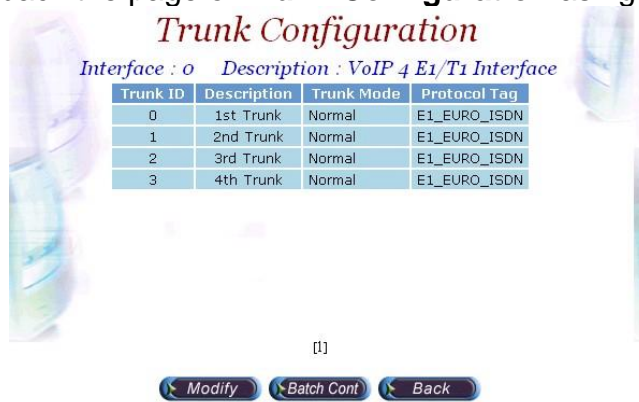 Trunk Configuration
Interface : 0 Description : VoIP 4 E1/T1 Interface
Trunk ID Description Trunk Mode Protocol Tag
0 1st Trunk Normal E1_EURO_ISDN
1 2nd Trunk Normal E1_EURO_ISDN
2 3rd Trunk Normal E1_EURO_ISDN
3 4th Trunk Normal E1_EURO_ISDN
[1]
Modify Batch Cont Back